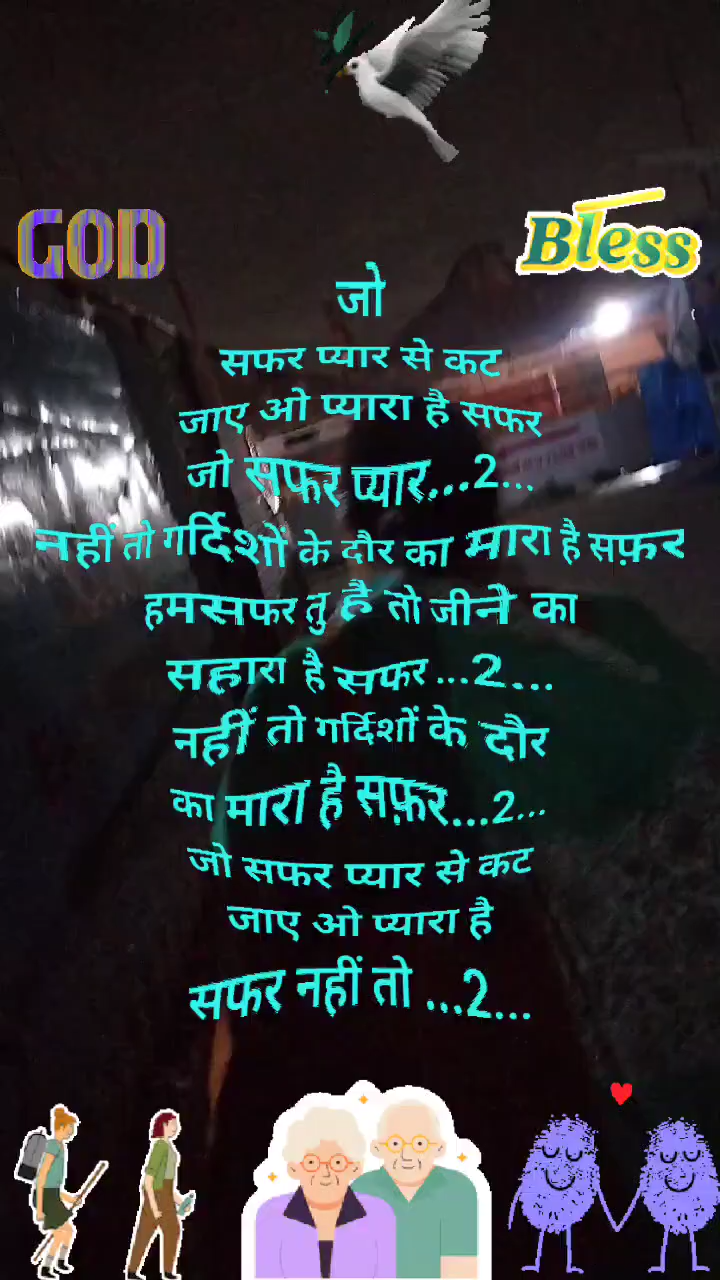 GOD
Bless
जो
सफर प्यार से कट
जाए ओ प्यारा है सफर
जो सफर प्यार...2...
नहीं तो गर्दिशों के दौर का मारा है सफ़र
हमसफर तु है तो जीने का
सहारा है सफर ...2...
नहीं तो गर्दिशों के दौर
का मारा है सफ़र...2...
जो सफर प्यार से कट
जाए ओ प्यारा है
सफर नहीं तो ...2...